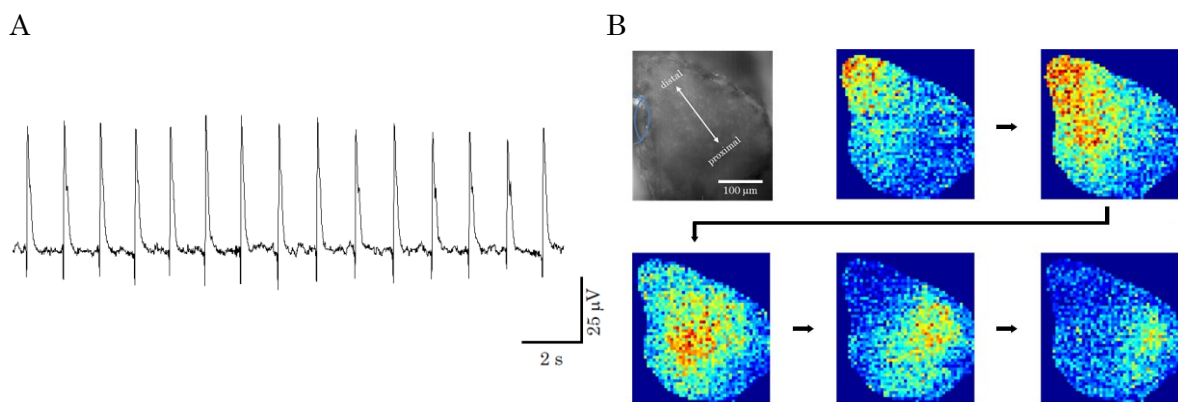 A
B
25 μV
2 s
distal
proximal
100 μm